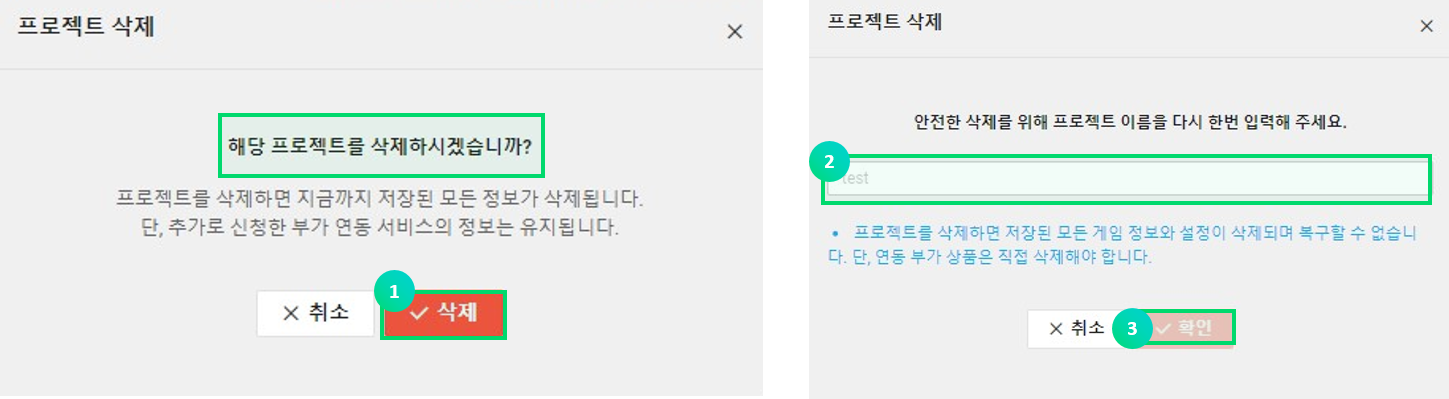 프로젝트 삭제
해당 프로젝트를 삭제하시겠습니까?
프로젝트를 삭제하면 지금까지 저장된 모든 정보가 삭제됩니다.
단, 추가로 신청한 부가 연동 서비스의 정보는 유지됩니다.
취소
1
삭제
프로젝트 삭제
안전한 삭제를 위해 프로젝트 이름을 다시 한번 입력해 주세요.
2
test
• 프로젝트를 삭제하면 저장된 모든 게임 정보와 설정이 삭제되며 복구할 수 없습니
다. 단, 연동 부가 상품은 직접 삭제해야 합니다.
취소
3
확인